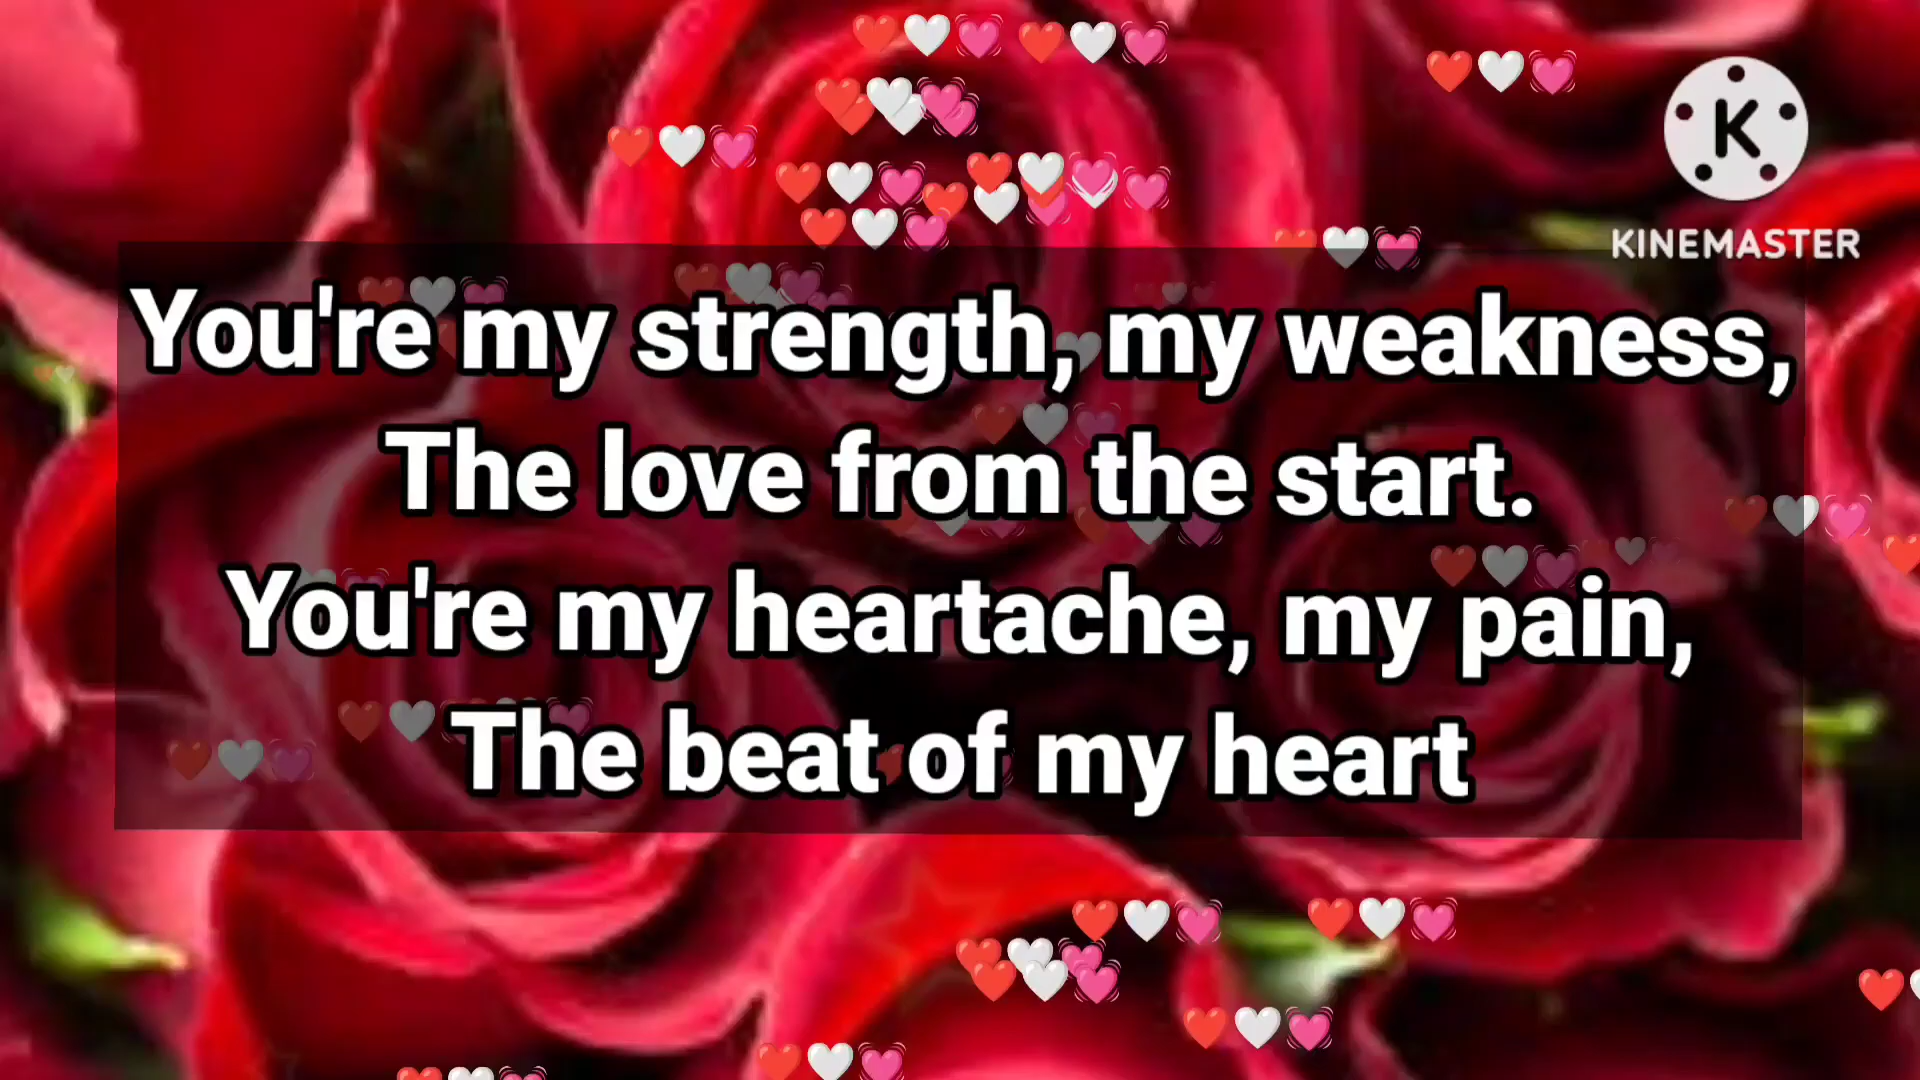 K
KINEMASTER
You're my strength, my weakness,
The love from the start.
You're my heartache, my pain,
The beat of my heart